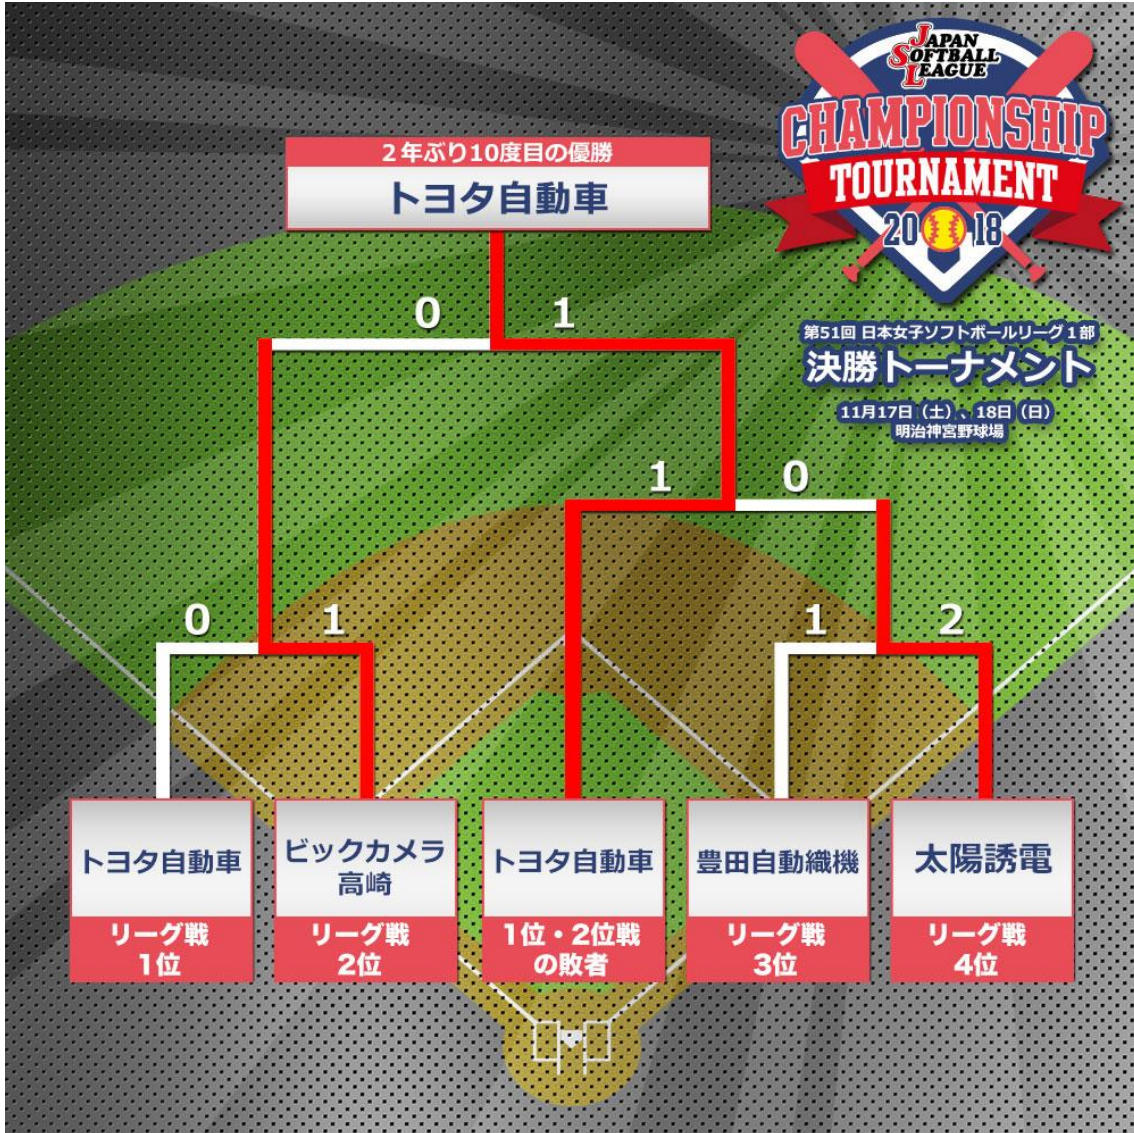 JAPAN
SOFTBALL
LEAGUE
CHAMPIONSHIP
TOURNAMENT
2018
2年ぶり10度目の優勝
トヨタ自動車
第51回 日本女子ソフトボールリーグ1部
決勝トーナメント
11月17日（土）、18日（日）
明治神宮野球場
0 1
1 0
0 1
1 2
トヨタ自動車
リーグ戦
1位
ビックカメラ
高崎
リーグ戦
2位
トヨタ自動車
1位・2位戦
の敗者
豊田自動織機
リーグ戦
3位
太陽誘電
リーグ戦
4位